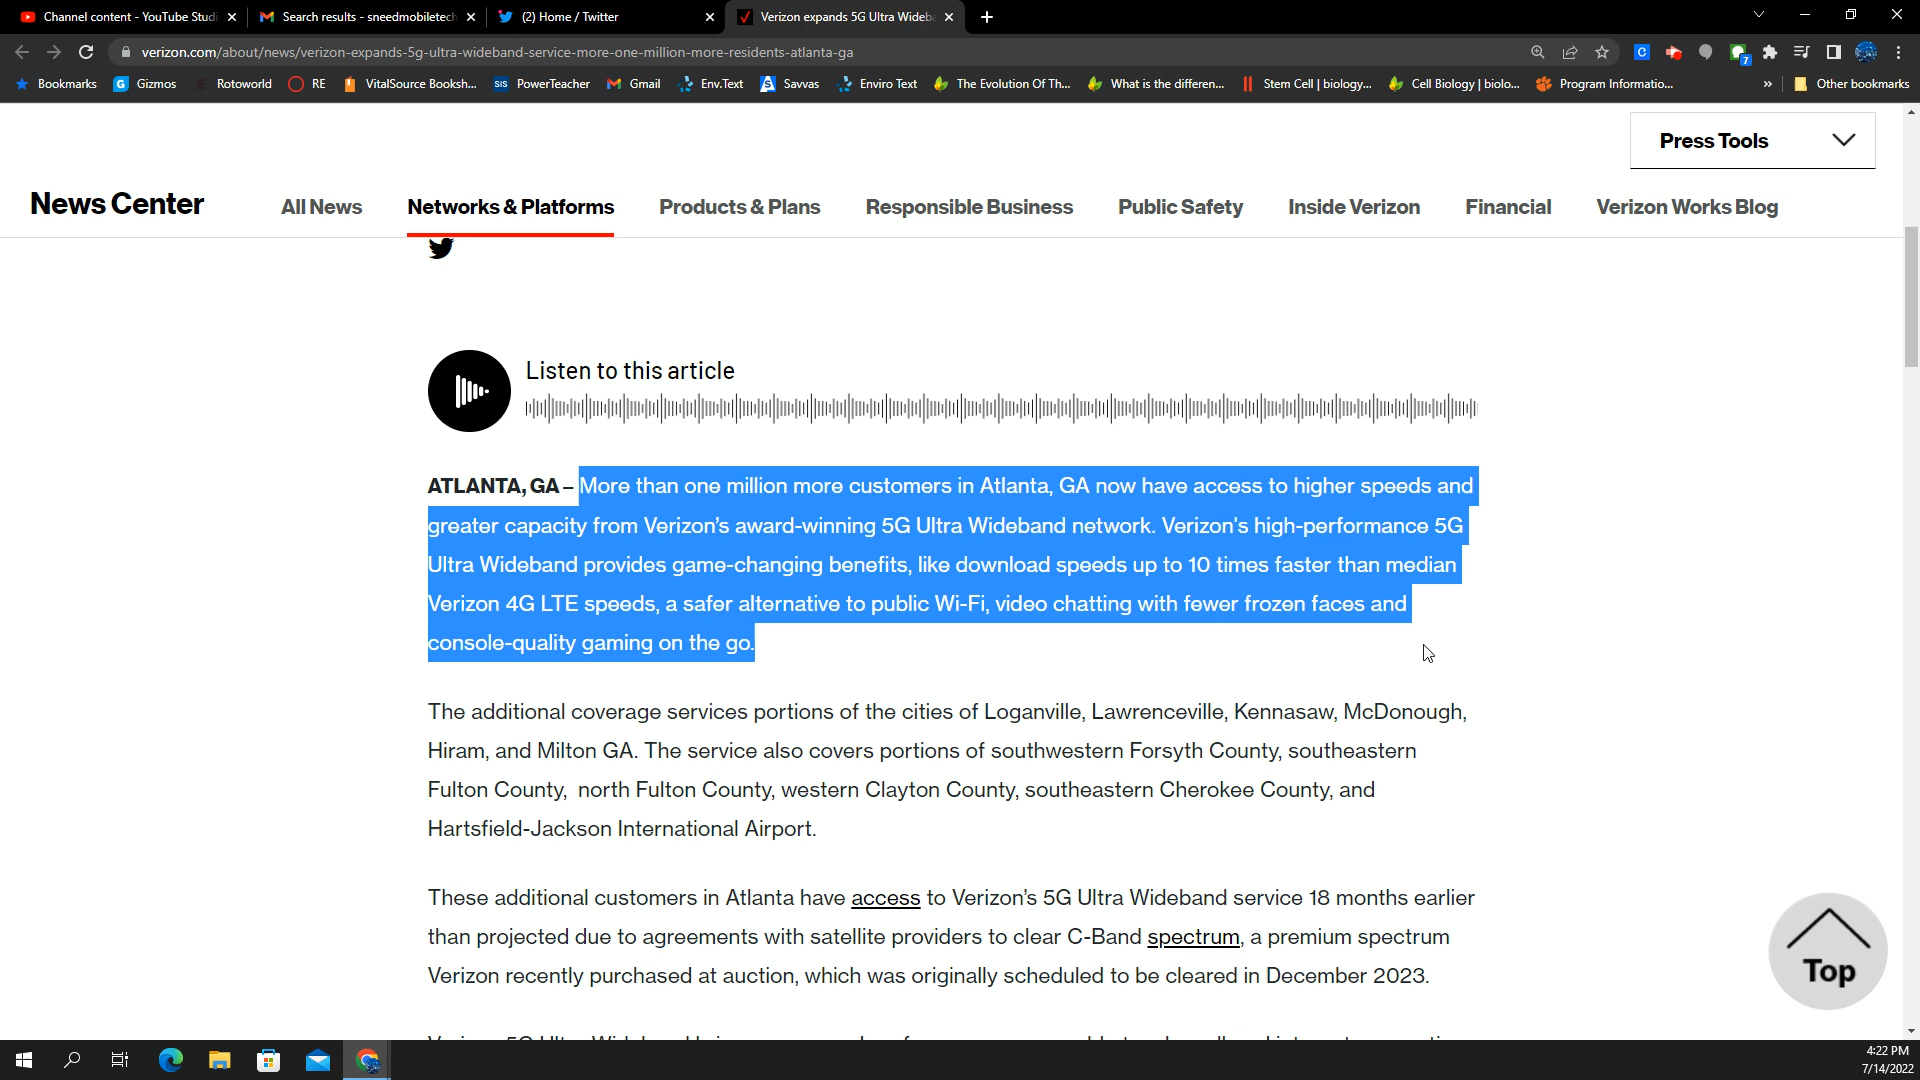 Channel content - YouTube Studi
Search results - sneedmobiletech
(2) Home / Twitter
Verizon expands 5G Ultra Wideba
verizon.com/about/news/verizon-expands-5g-ultra-wideband-service-more-one-million-more-residents-atlanta-ga
Bookmarks
Gizmos
Rotoworld
RE
VitalSource Booksh...
SIS
PowerTeacher
Gmail
Env.Text
Savvas
Enviro Text
The Evolution Of Th...
What is the differen...
Stem Cell | biology...
Cell Biology | biolo...
Program Informatio...
»
Other bookmarks
Press Tools
News Center
All News
Networks & Platforms
Products & Plans
Responsible Business
Public Safety
Inside Verizon
Financial
Verizon Works Blog
Listen to this article
ATLANTA, GA – More than one million more customers in Atlanta, GA now have access to higher speeds and
greater capacity from Verizon's award-winning 5G Ultra Wideband network. Verizon's high-performance 5G
Ultra Wideband provides game-changing benefits, like download speeds up to 10 times faster than median
Verizon 4G LTE speeds, a safer alternative to public Wi-Fi, video chatting with fewer frozen faces and
console-quality gaming on the go.
The additional coverage services portions of the cities of Loganville, Lawrenceville, Kennasaw, McDonough,
Hiram, and Milton GA. The service also covers portions of southwestern Forsyth County, southeastern
Fulton County, north Fulton County, western Clayton County, southeastern Cherokee County, and
Hartsfield-Jackson International Airport.
These additional customers in Atlanta have access to Verizon's 5G Ultra Wideband service 18 months earlier
than projected due to agreements with satellite providers to clear C-Band spectrum, a premium spectrum
Verizon recently purchased at auction, which was originally scheduled to be cleared in December 2023.
Top
4:22 PM
7/14/2022